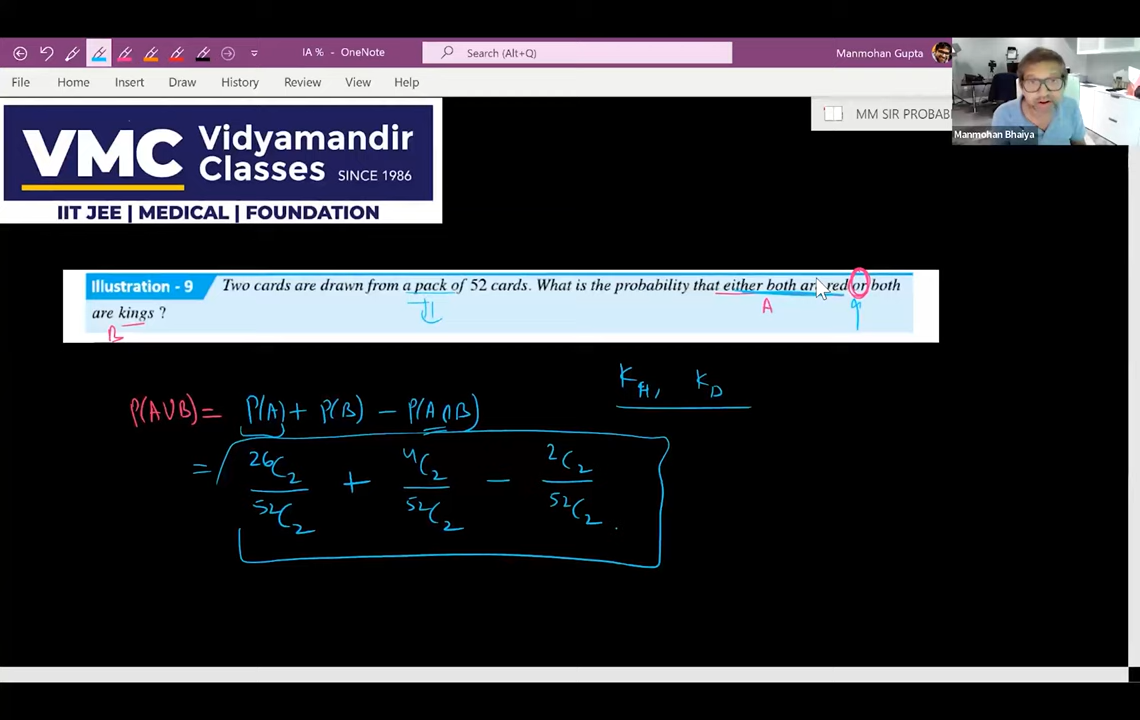 IA % - OneNote
Search (Alt+Q)
Manmohan Gupta
File Home Insert Draw History Review View Help
MM SIR PROBAB
Manmohan Bhaiya
VMC Vidyamandir Classes SINCE 1986
IIT JEE | MEDICAL | FOUNDATION
Illustration - 9 Two cards are drawn from a pack of 52 cards. What is the probability that either both are red or both
are kings ?
A
B
K_H, K_D
P(A∪B) = P(A) + P(B) - P(A∩B)
= ²⁶C₂/⁵²C₂ + ⁴C₂/⁵²C₂ - ²C₂/⁵²C₂